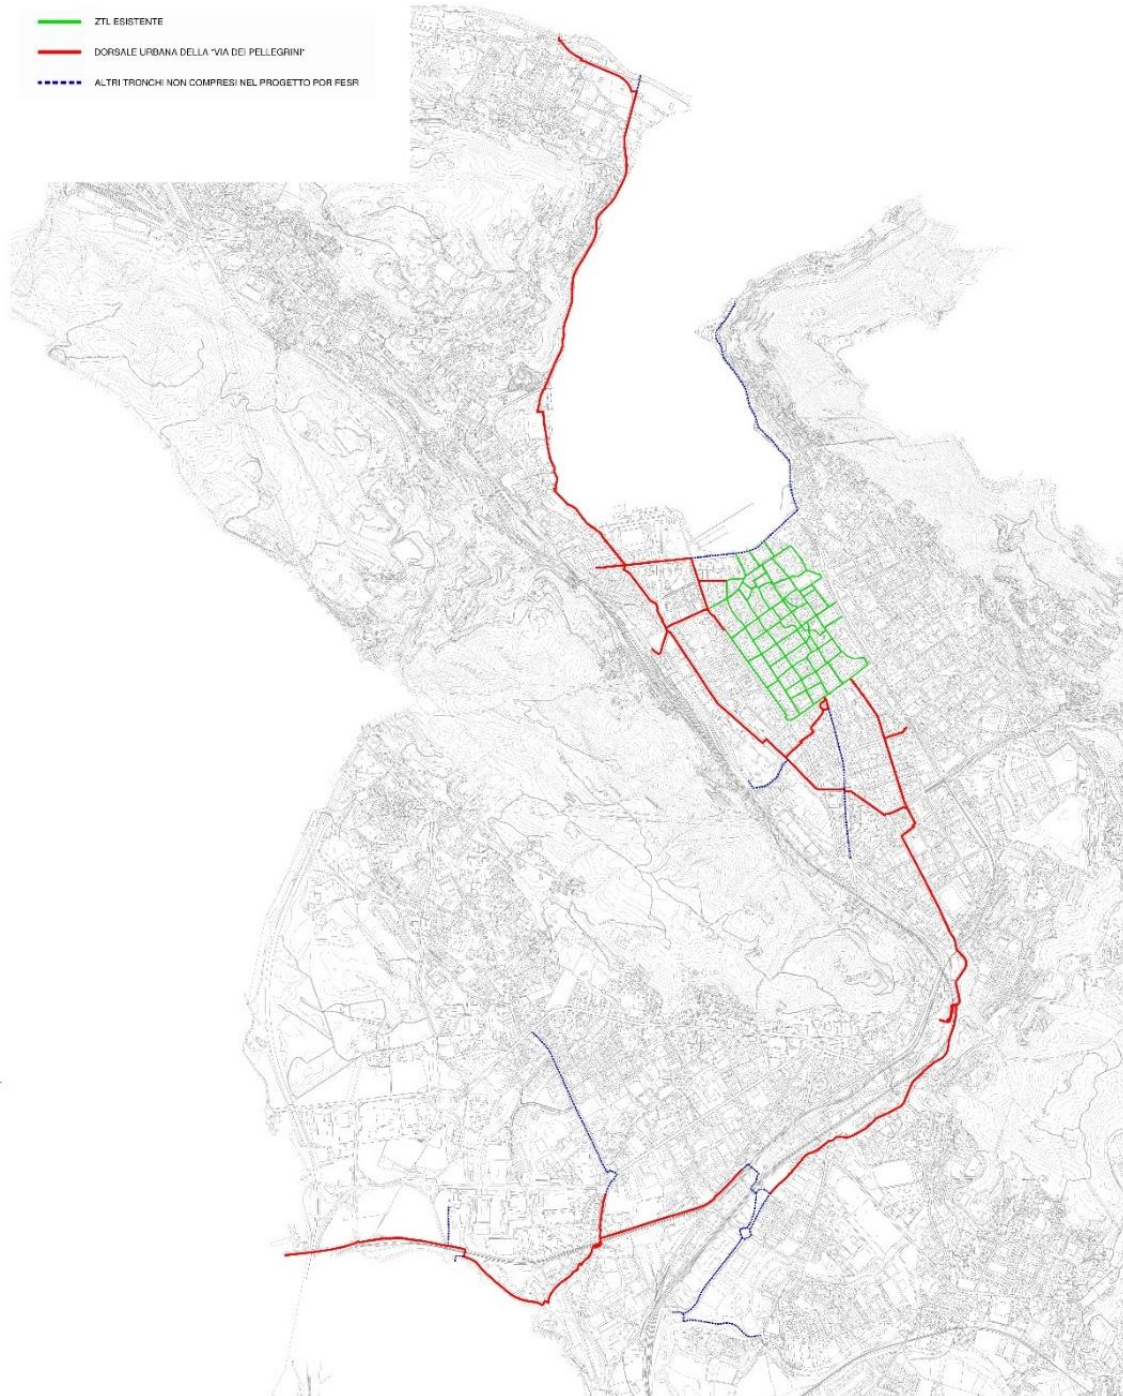 ZTL ESISTENTE
DORSALE URBANA DELLA "VIA DEI PELLEGRINI"
ALTRI TRONCHI NON COMPRESI NEL PROGETTO POR FESR